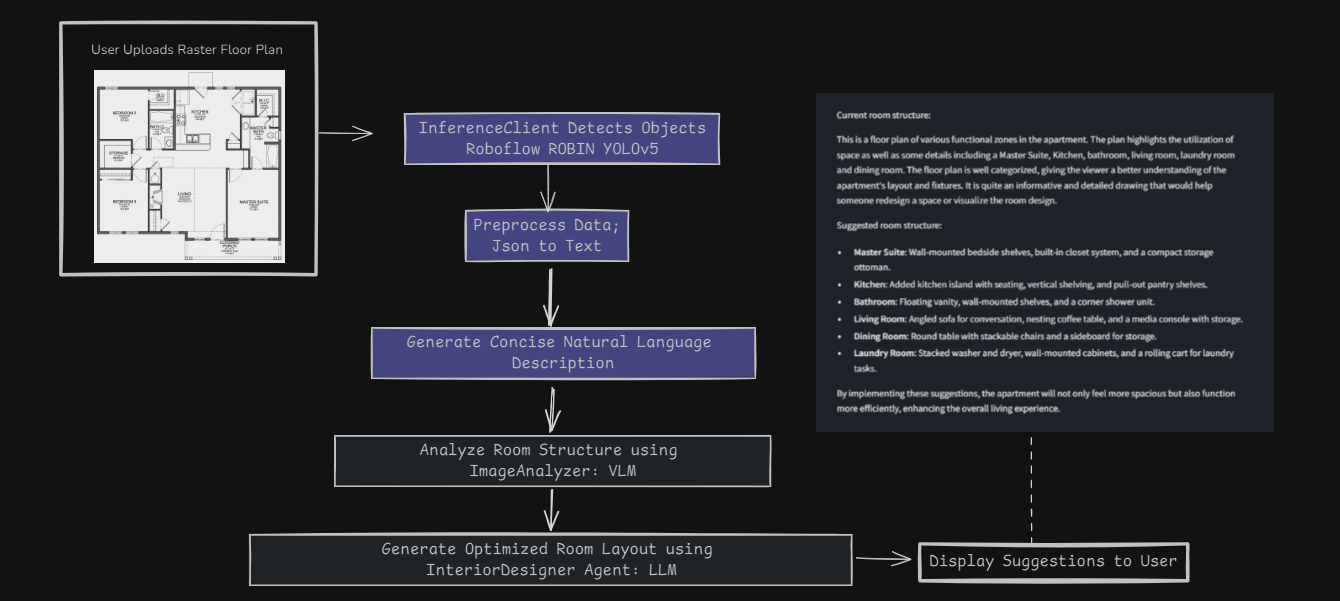 User Uploads Raster Floor Plan
BEDROOM 2
KITCHEN
W.I.C
BATH 2
MASTER
BATH
STORAGE
LIVING
BEDROOM 3
MASTER SUITE
COVERED
PORCH
InferenceClient Detects Objects
Roboflow ROBIN YOLOv5
Preprocess Data;
Json to Text
Generate Concise Natural Language
Description
Analyze Room Structure using
ImageAnalyzer: VLM
Generate Optimized Room Layout using
InteriorDesigner Agent: LLM
Current room structure:
This is a floor plan of various functional zones in the apartment. The plan highlights the utilization of
space as well as some details including a Master Suite, Kitchen, bathroom, living room, laundry room
and dining room. The floor plan is well categorized, giving the viewer a better understanding of the
apartment's layout and fixtures. It is quite an informative and detailed drawing that would help
someone redesign a space or visualize the room design.
Suggested room structure:
• Master Suite: Wall-mounted bedside shelves, built-in closet system, and a compact storage
ottoman.
• Kitchen: Added kitchen island with seating, vertical shelving, and pull-out pantry shelves.
• Bathroom: Floating vanity, wall-mounted shelves, and a corner shower unit.
• Living Room: Angled sofa for conversation, nesting coffee table, and a media console with storage.
• Dining Room: Round table with stackable chairs and a sideboard for storage.
• Laundry Room: Stacked washer and dryer, wall-mounted cabinets, and a rolling cart for laundry
tasks.
By implementing these suggestions, the apartment will not only feel more spacious but also function
more efficiently, enhancing the overall living experience.
Display Suggestions to User